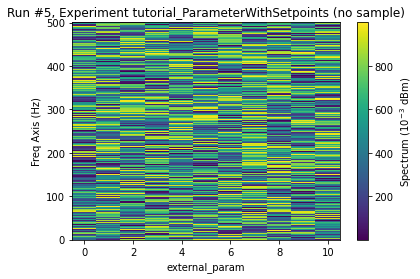 Run #5, Experiment tutorial_ParameterWithSetpoints (no sample)
500
400
300
200
100
0
Freq Axis (Hz)
0 2 4 6 8 10
external_param
800
600
400
200
Spectrum (10⁻³ dBm)